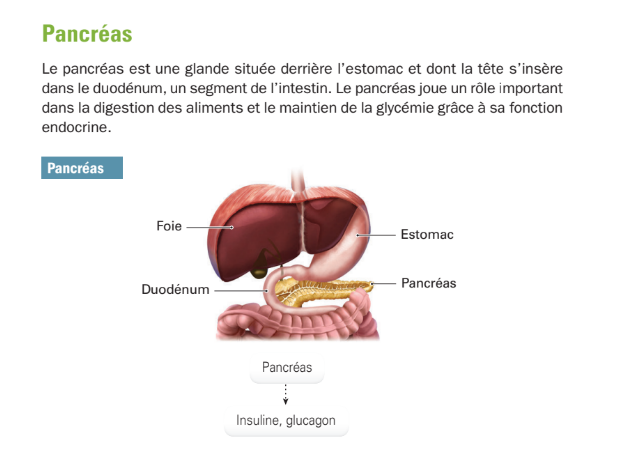 Pancréas
Le pancréas est une glande située derrière l'estomac et dont la tête s'insère
dans le duodénum, un segment de l'intestin. Le pancréas joue un rôle important
dans la digestion des aliments et le maintien de la glycémie grâce à sa fonction
endocrine.
Pancréas
Foie
Estomac
Duodénum
Pancréas
Pancréas
Insuline, glucagon